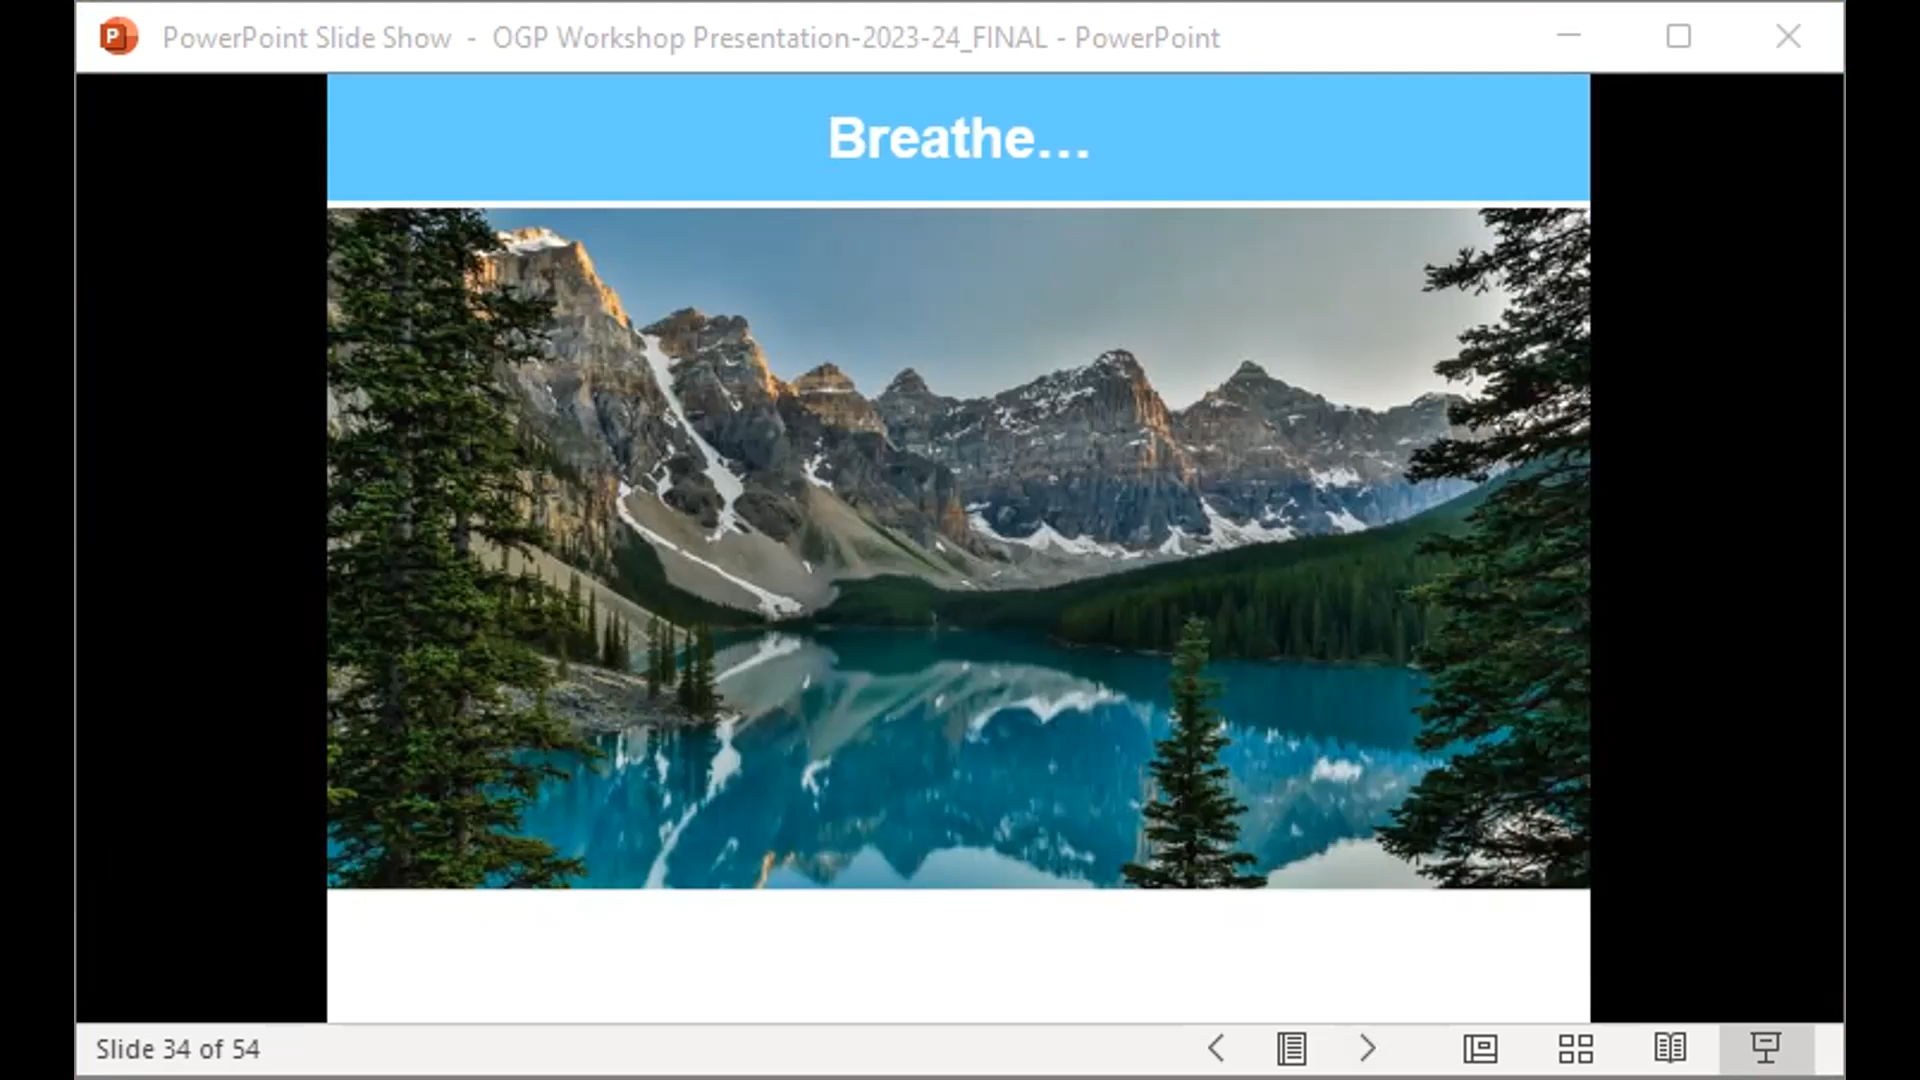 PowerPoint Slide Show - OGP Workshop Presentation-2023-24_FINAL - PowerPoint
Breathe...
Slide 34 of 54